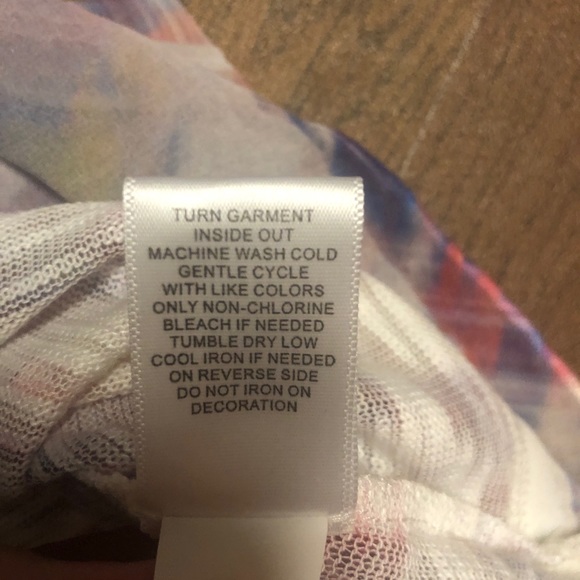 TURN GARMENT
INSIDE OUT
MACHINE WASH COLD
GENTLE CYCLE
WITH LIKE COLORS
ONLY NON-CHLORINE
BLEACH IF NEEDED
TUMBLE DRY LOW
COOL IRON IF NEEDED
ON REVERSE SIDE
DO NOT IRON ON
DECORATION